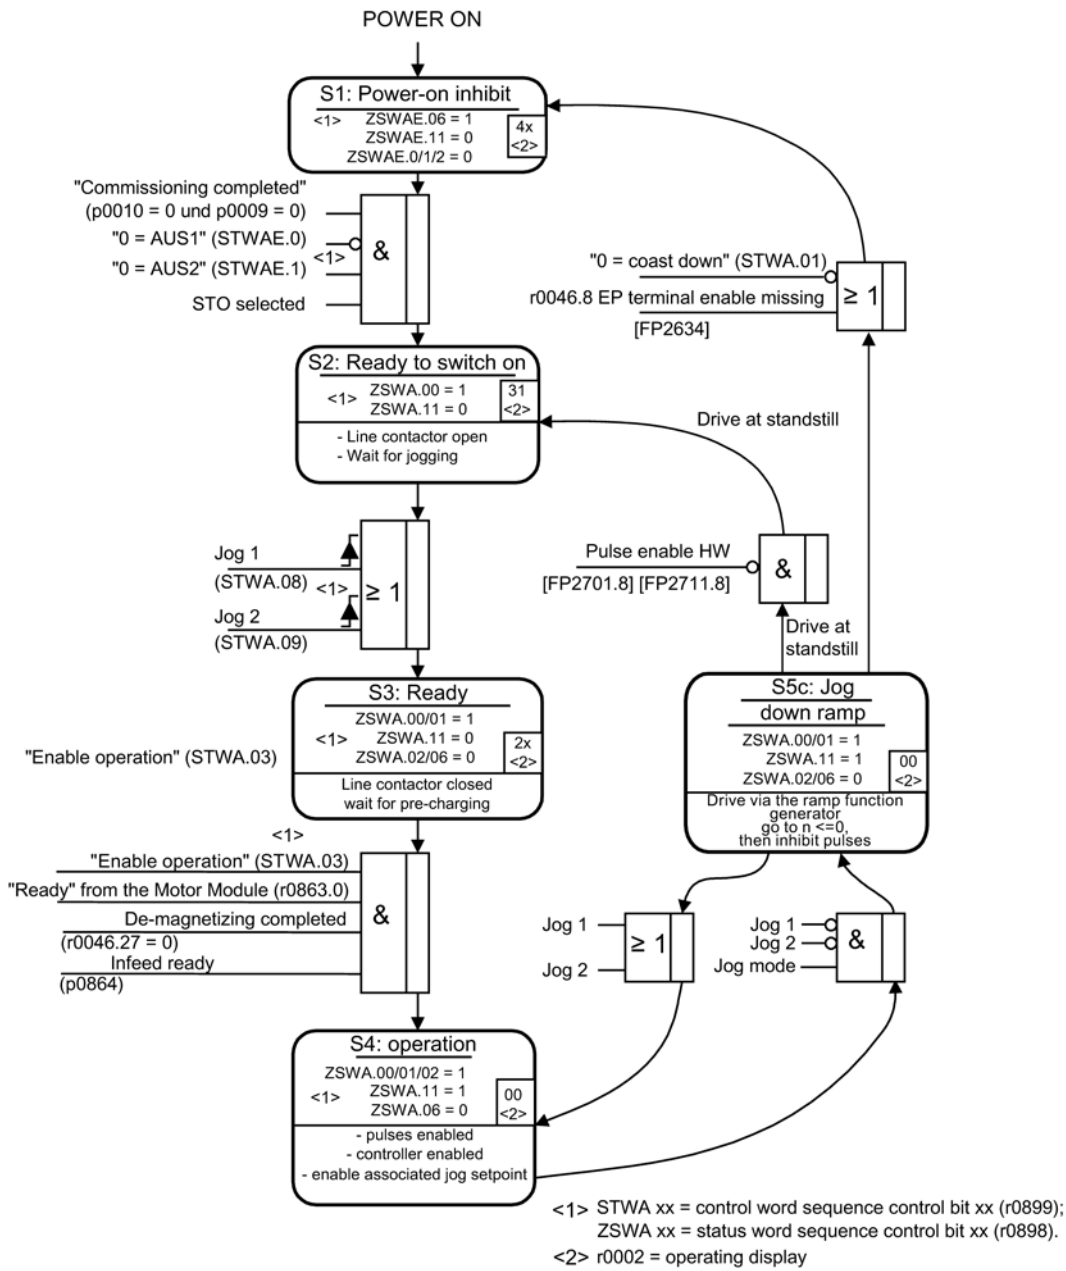 POWER ON
S1: Power-on inhibit
<1> ZSWAE.06 = 1
ZSWAE.11 = 0
ZSWAE.0/1/2 = 0
4x
<2>
"Commissioning completed"
(p0010 = 0 und p0009 = 0)
"0 = AUS1" (STWAE.0)
<1>
"0 = AUS2" (STWAE.1)
STO selected
&
"0 = coast down" (STWA.01)
r0046.8 EP terminal enable missing
[FP2634]
≥ 1
S2: Ready to switch on
<1> ZSWA.00 = 1
ZSWA.11 = 0
31
<2>
- Line contactor open
- Wait for jogging
Drive at standstill
Jog 1
(STWA.08) <1>
Jog 2
(STWA.09)
≥ 1
Pulse enable HW
[FP2701.8] [FP2711.8]
&
Drive at
standstill
S3: Ready
ZSWA.00/01 = 1
<1> ZSWA.11 = 0
ZSWA.02/06 = 0
2x
<2>
Line contactor closed
wait for pre-charging
"Enable operation" (STWA.03)
S5c: Jog
down ramp
ZSWA.00/01 = 1
ZSWA.11 = 1
ZSWA.02/06 = 0
00
<2>
Drive via the ramp function
generator
go to n <=0,
then inhibit pulses
<1>
"Enable operation" (STWA.03)
"Ready" from the Motor Module (r0863.0)
De-magnetizing completed
(r0046.27 = 0)
Infeed ready
(p0864)
&
Jog 1
Jog 2
≥ 1
Jog 1
Jog 2
Jog mode
&
S4: operation
ZSWA.00/01/02 = 1
<1> ZSWA.11 = 1
ZSWA.06 = 0
00
<2>
- pulses enabled
- controller enabled
- enable associated jog setpoint
<1> STWA xx = control word sequence control bit xx (r0899);
ZSWA xx = status word sequence control bit xx (r0898).
<2> r0002 = operating display